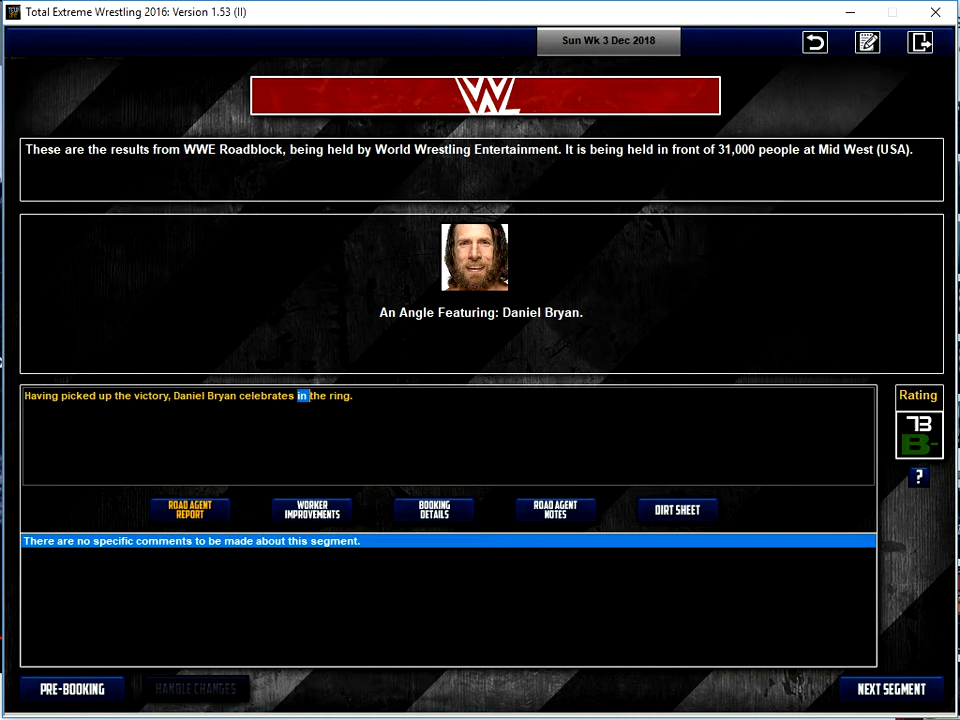 Total Extreme Wrestling 2016: Version 1.53 (II)
Sun Wk 3 Dec 2018
These are the results from WWE Roadblock, being held by World Wrestling Entertainment. It is being held in front of 31,000 people at Mid West (USA).
An Angle Featuring: Daniel Bryan.
Having picked up the victory, Daniel Bryan celebrates in the ring.
Rating
73
B-
?
ROAD AGENT REPORT
WORKER IMPROVEMENTS
BOOKING DETAILS
ROAD AGENT NOTES
DIRT SHEET
There are no specific comments to be made about this segment.
PRE-BOOKING
HANDLE CHANGES
NEXT SEGMENT